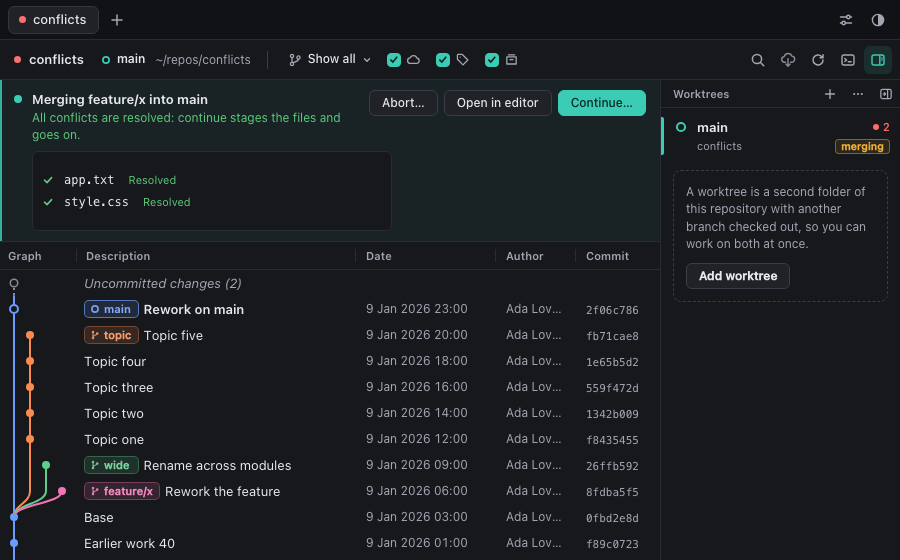 conflicts
conflicts main ~/repos/conflicts Show all
Merging feature/x into main
All conflicts are resolved: continue stages the files and
goes on.
Abort... Open in editor Continue...
app.txt Resolved
style.css Resolved
Graph Description Date Author Commit
Uncommitted changes (2)
main Rework on main 9 Jan 2026 23:00 Ada Lov... 2f06c786
topic Topic five 9 Jan 2026 20:00 Ada Lov... fb71cae8
Topic four 9 Jan 2026 18:00 Ada Lov... 1e65b5d2
Topic three 9 Jan 2026 16:00 Ada Lov... 559f472d
Topic two 9 Jan 2026 14:00 Ada Lov... 1342b009
Topic one 9 Jan 2026 12:00 Ada Lov... f8435455
wide Rename across modules 9 Jan 2026 09:00 Ada Lov... 26ffb592
feature/x Rework the feature 9 Jan 2026 06:00 Ada Lov... 8fdba5f5
Base 9 Jan 2026 03:00 Ada Lov... 0fbd2e8d
Earlier work 40 9 Jan 2026 01:00 Ada Lov... f89c0723
Worktrees
main 2
conflicts merging
A worktree is a second folder of
this repository with another
branch checked out, so you can
work on both at once.
Add worktree